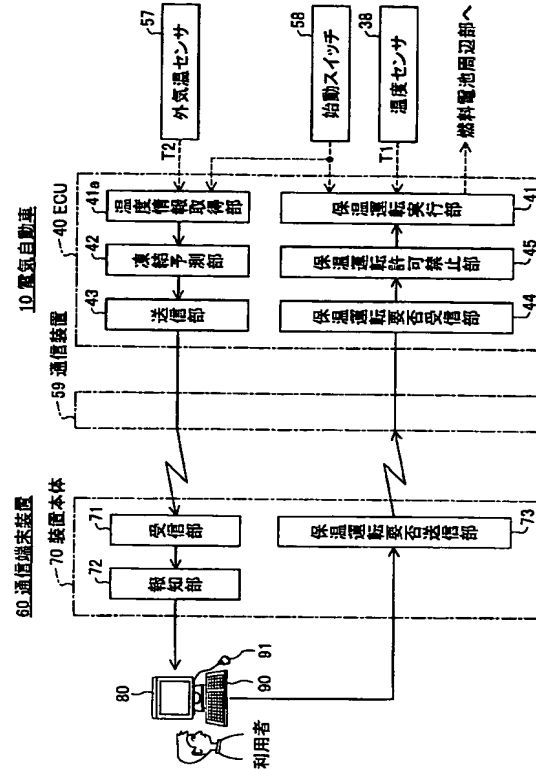 10 電気自動車
40 ECU
57
外気温センサ
T2
58
始動スイッチ
38
温度センサ
T1
燃料電池周辺部へ
41a
温度情報取得部
42
凍結予測部
43
送信部
41
保温運転実行部
45
保温運転許可禁止部
44
保温運転要否受信部
59 通信装置
60 通信端末装置
70 装置本体
71
受信部
72
報知部
73
保温運転要否送信部
80
91
90
利用者